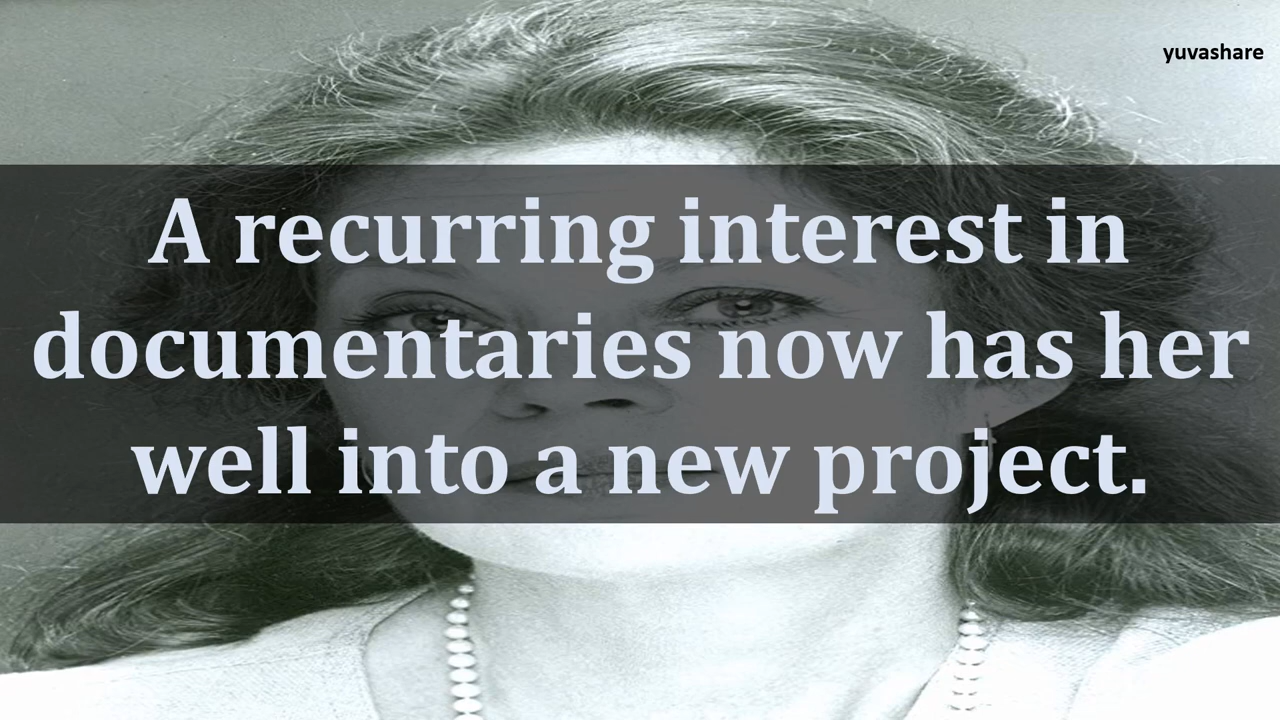 yuvashare
A recurring interest in
documentaries now has her
well into a new project.